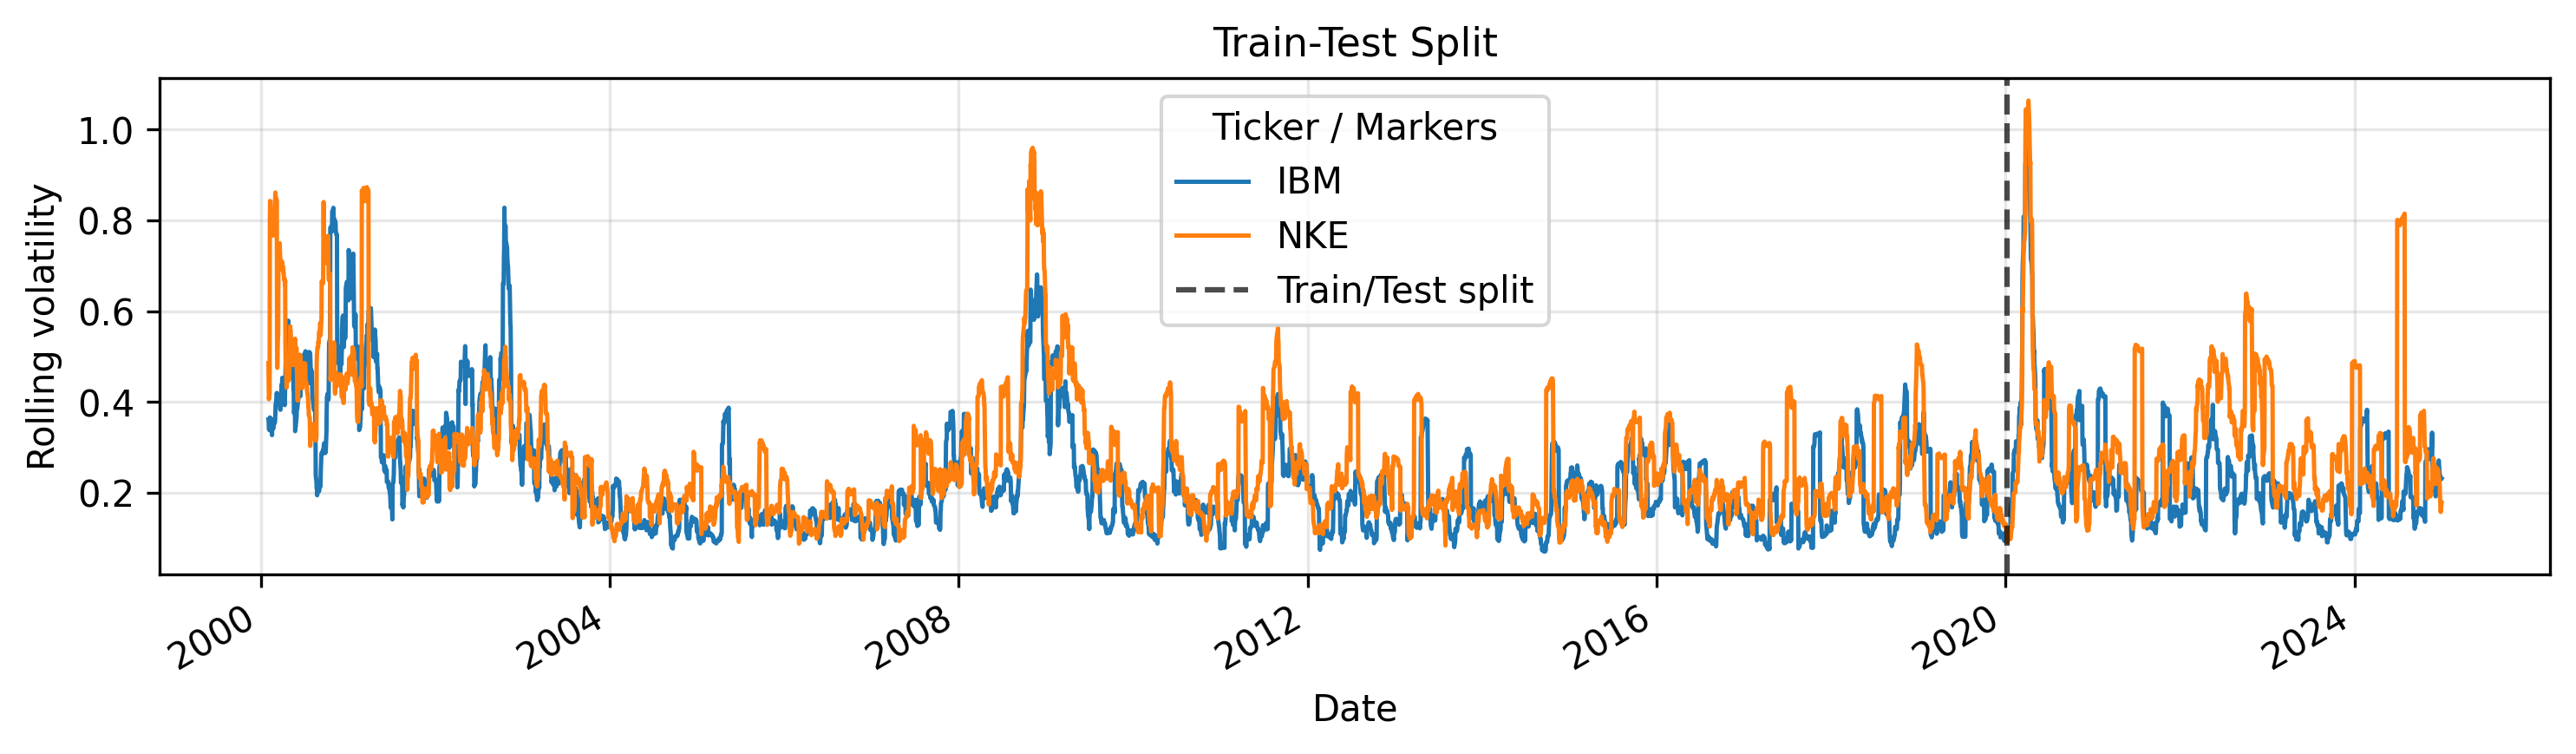 Train-Test Split
Rolling volatility
1.0
0.8
0.6
0.4
0.2
Ticker / Markers
IBM
NKE
Train/Test split
2000
2004
2008
2012
2016
2020
2024
Date